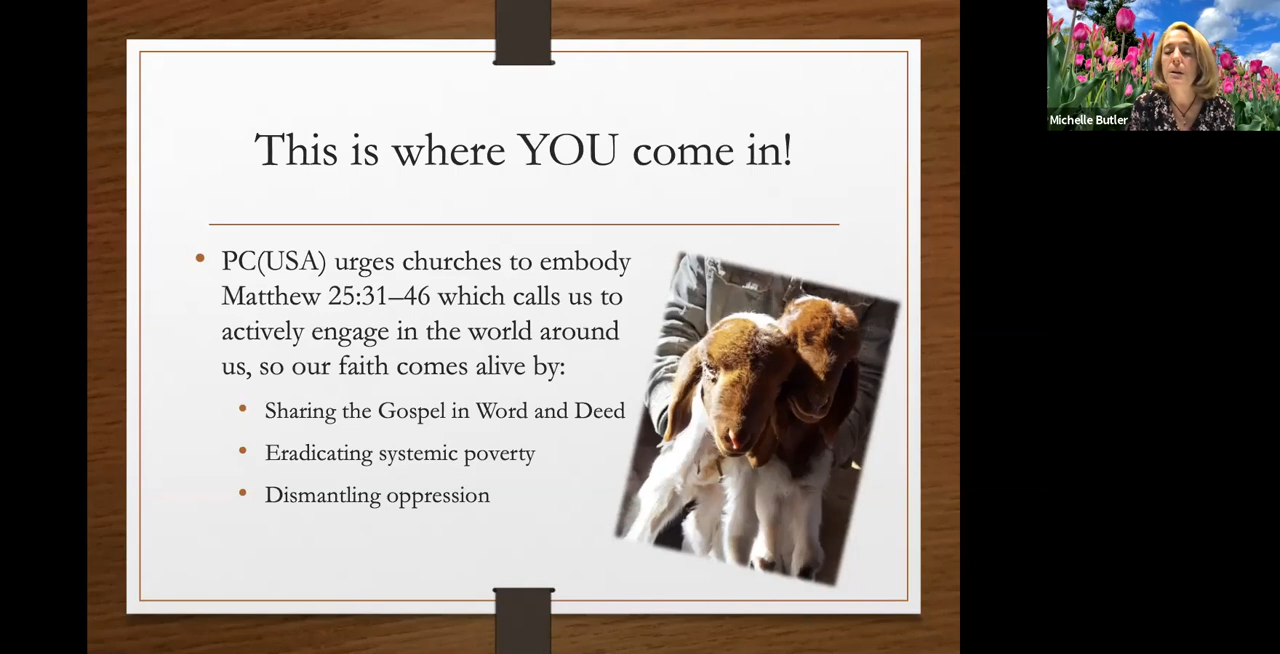 This is where YOU come in!
PC(USA) urges churches to embody
Matthew 25:31–46 which calls us to
actively engage in the world around
us, so our faith comes alive by:
Sharing the Gospel in Word and Deed
Eradicating systemic poverty
Dismantling oppression
Michelle Butler